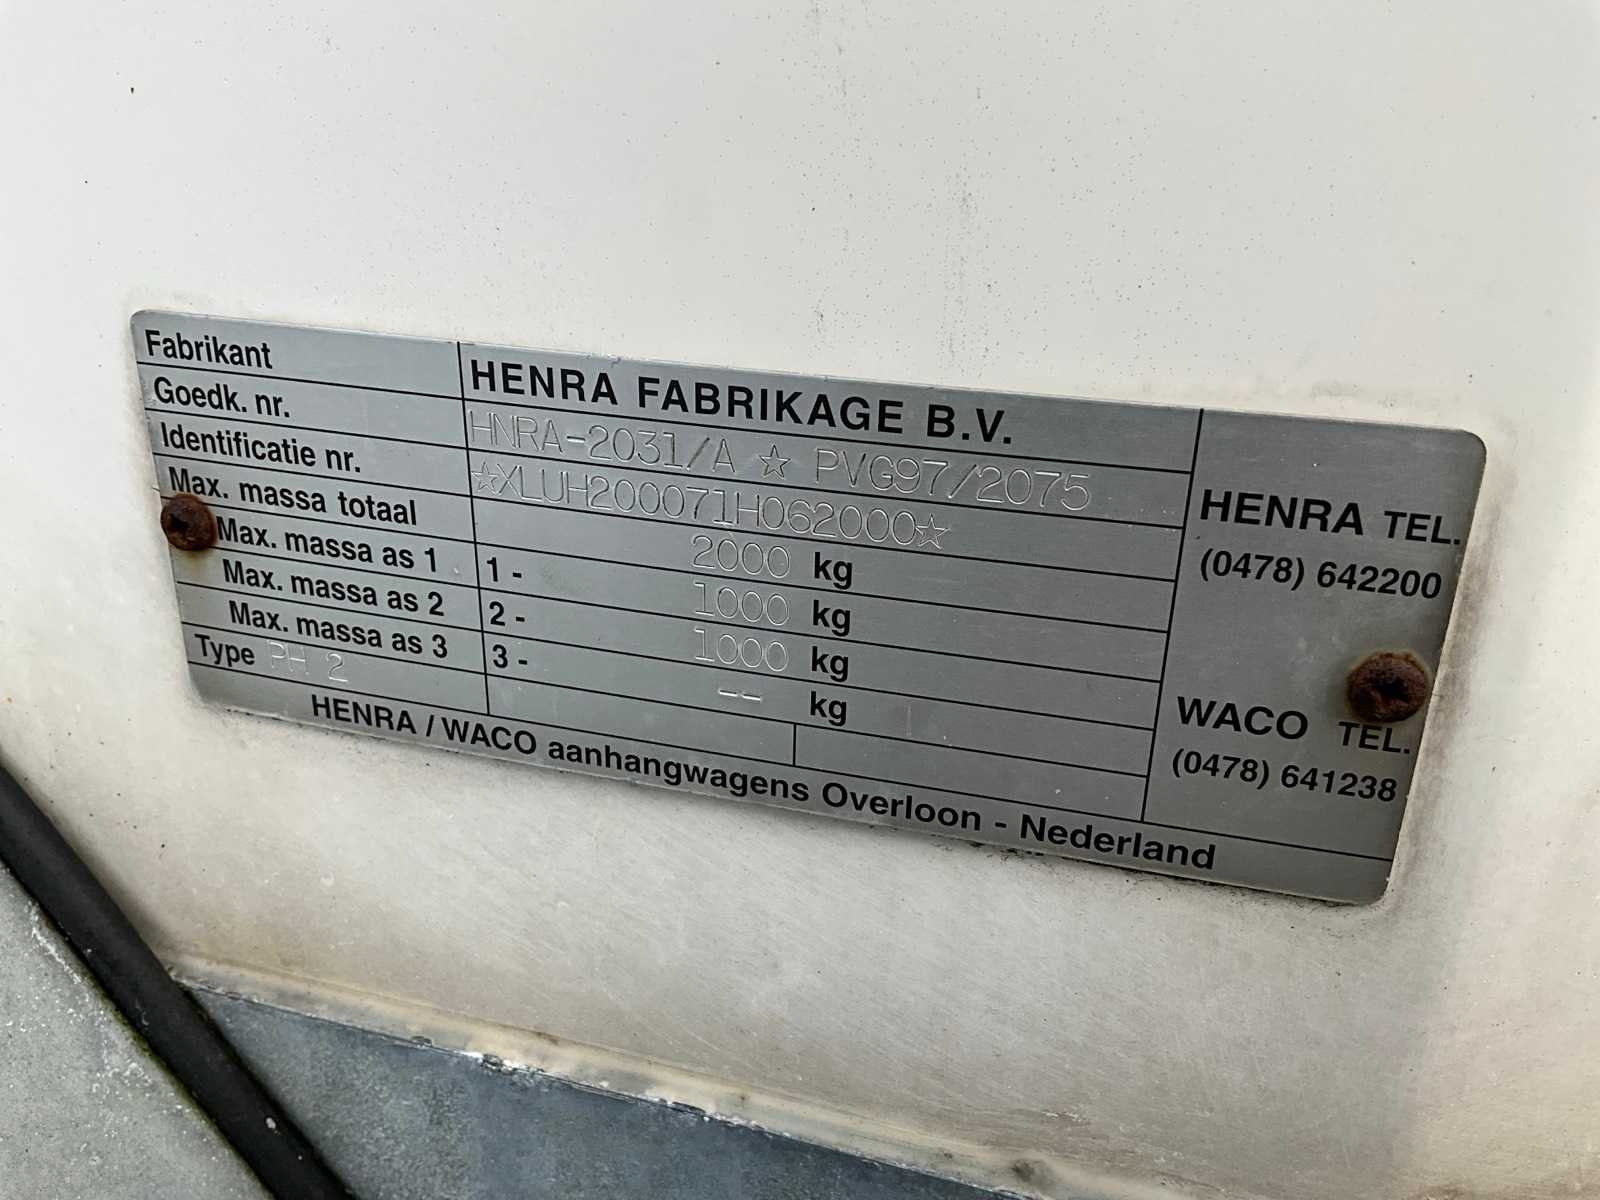 Fabrikant HENRA FABRIKAGE B.V.
Goedk. nr. HNRA-2031/A ☆ PVG97/2075
Identificatie nr. ☆XLUH200071H062000☆
Max. massa totaal 2000 kg
Max. massa as 1 1 - 1000 kg
Max. massa as 2 2 - 1000 kg
Max. massa as 3 3 - -- kg
Type PH 2
HENRA / WACO aanhangwagens Overloon - Nederland
HENRA TEL.
(0478) 642200
WACO TEL.
(0478) 641238